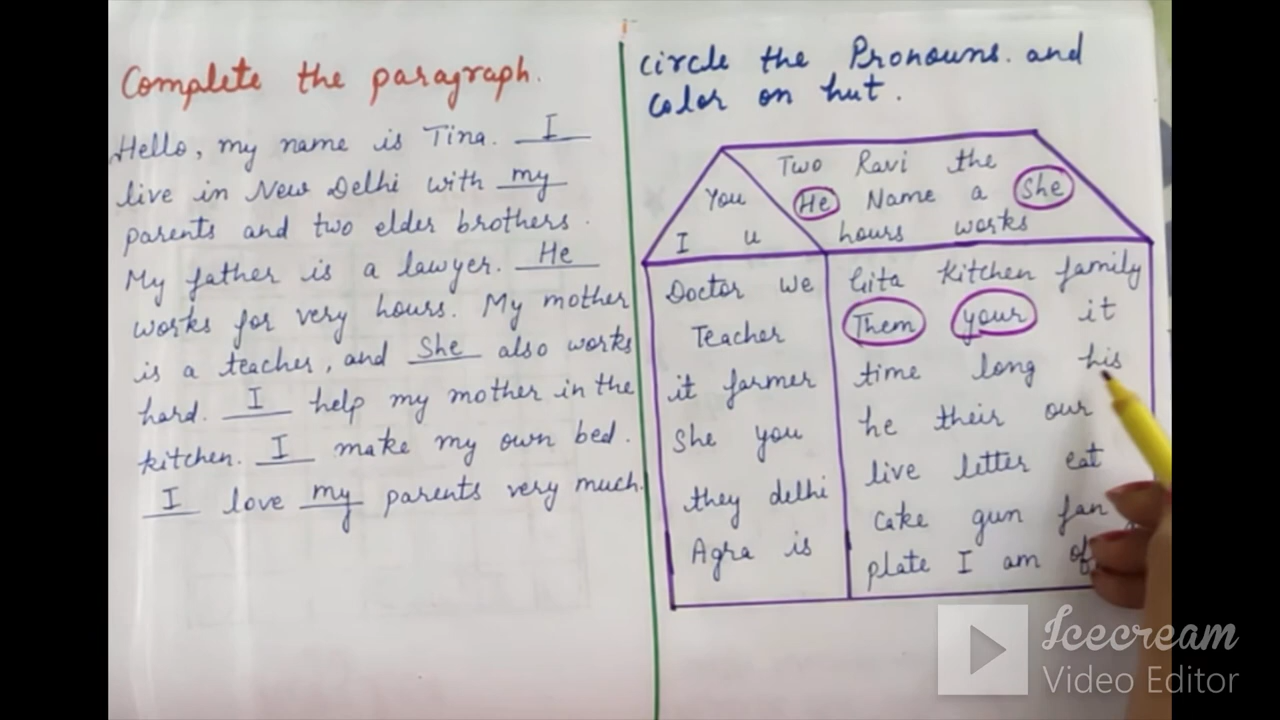 Complete the paragraph.
Hello, my name is Tina. I
live in New Delhi with my
parents and two elder brothers.
My father is a lawyer. He
works for very hours. My mother
is a teacher, and She also works
hard. I help my mother in the
kitchen. I make my own bed.
I love my parents very much.
Circle the Pronouns. and
Color on hut.
You
I u
Two Ravi the
He Name a She
hours works
Doctor we
Teacher
it farmer
She you
they delhi
Agra is
Gita Kitchen family
Them your it
time long his
he their our
live letter eat
Cake gun fan
plate I am
Icecream
Video Editor